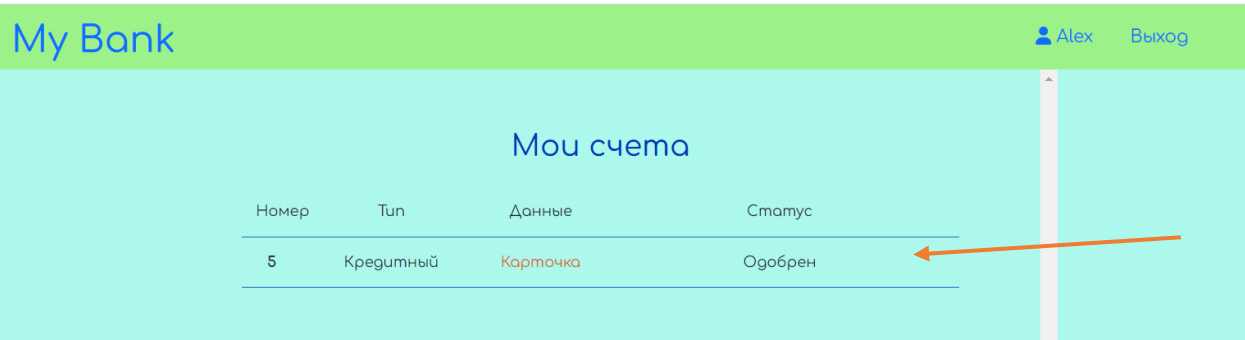 My Bank
Alex Выход
Мои счета
Номер Тип Данные Статус
5 Кредитный Карточка Одобрен